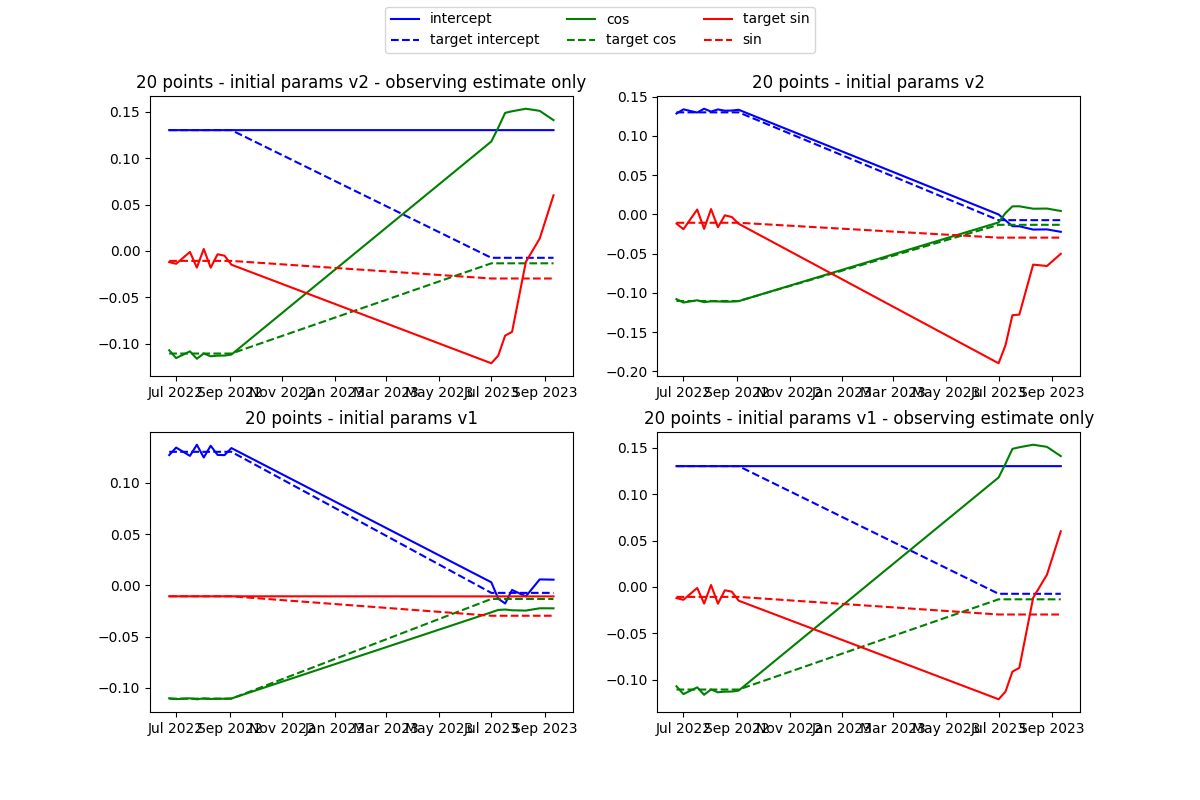 intercept cos target sin
target intercept target cos sin
20 points - initial params v2 - observing estimate only
0.15
0.10
0.05
0.00
−0.05
−0.10
Jul 2022 Sep 2022 Nov 2022 Jan 2023 Mar 2023 May 2023 Jul 2023 Sep 2023
20 points - initial params v2
0.15
0.10
0.05
0.00
−0.05
−0.10
−0.15
−0.20
Jul 2022 Sep 2022 Nov 2022 Jan 2023 Mar 2023 May 2023 Jul 2023 Sep 2023
20 points - initial params v1
0.10
0.05
0.00
−0.05
−0.10
Jul 2022 Sep 2022 Nov 2022 Jan 2023 Mar 2023 May 2023 Jul 2023 Sep 2023
20 points - initial params v1 - observing estimate only
0.15
0.10
0.05
0.00
−0.05
−0.10
Jul 2022 Sep 2022 Nov 2022 Jan 2023 Mar 2023 May 2023 Jul 2023 Sep 2023